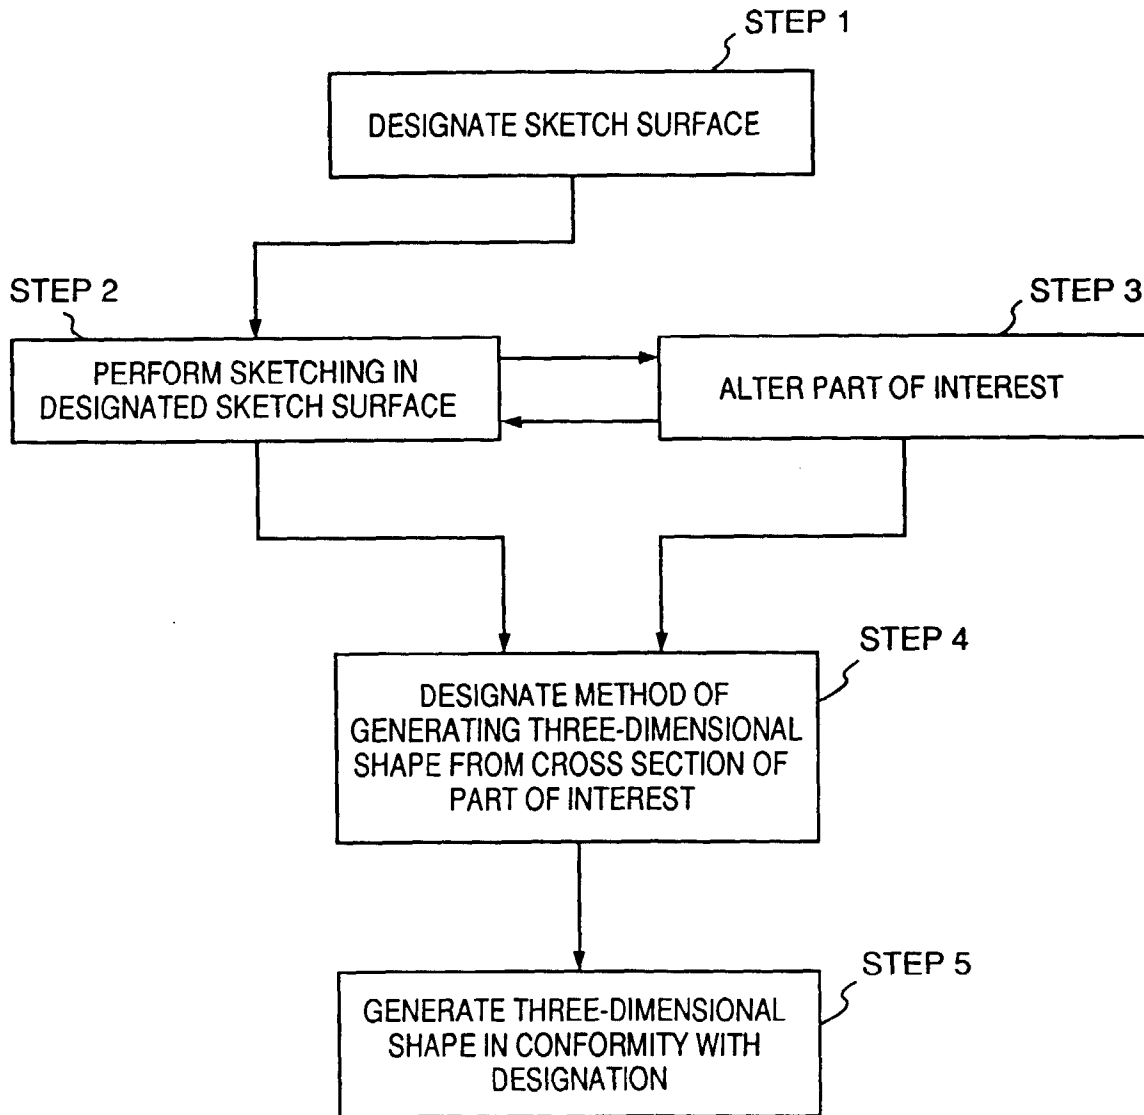 STEP 1
DESIGNATE SKETCH SURFACE
STEP 2
PERFORM SKETCHING IN
DESIGNATED SKETCH SURFACE
STEP 3
ALTER PART OF INTEREST
STEP 4
DESIGNATE METHOD OF
GENERATING THREE-DIMENSIONAL
SHAPE FROM CROSS SECTION OF
PART OF INTEREST
STEP 5
GENERATE THREE-DIMENSIONAL
SHAPE IN CONFORMITY WITH
DESIGNATION